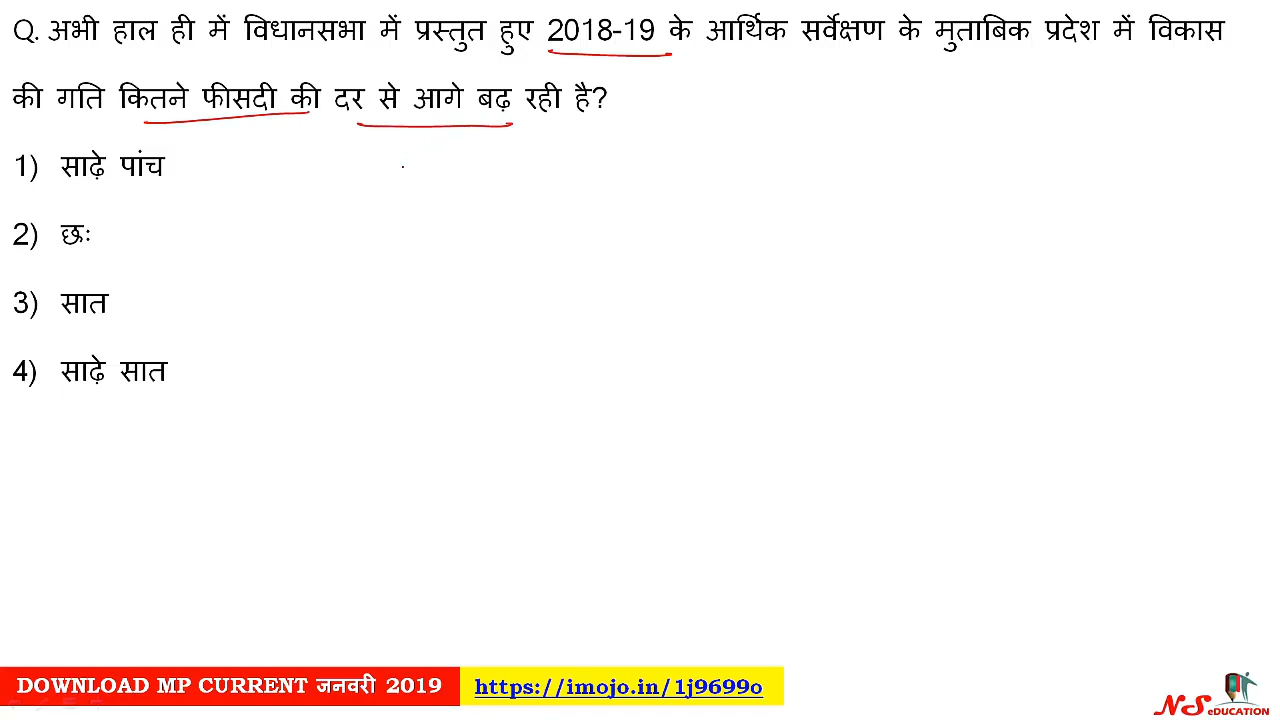 Q. अभी हाल ही में विधानसभा में प्रस्तुत हुए 2018-19 के आर्थिक सर्वेक्षण के मुताबिक प्रदेश में विकास
की गति कितने फीसदी की दर से आगे बढ़ रही है?
1) साढ़े पांच
2) छः
3) सात
4) साढ़े सात
DOWNLOAD MP CURRENT जनवरी 2019 https://imojo.in/1j9699o
NS eDUCATION